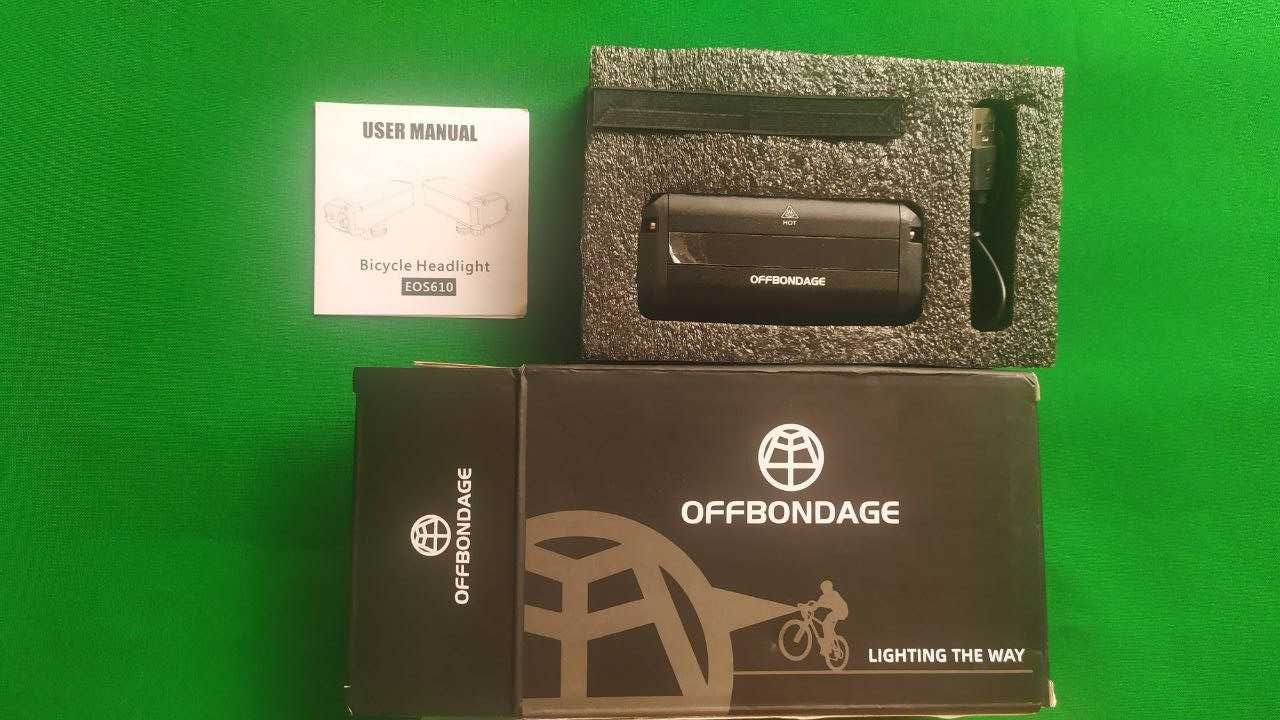 USER MANUAL
Bicycle Headlight
EOS610
HOT
OFFBONDAGE
OFFBONDAGE
OFFBONDAGE
LIGHTING THE WAY